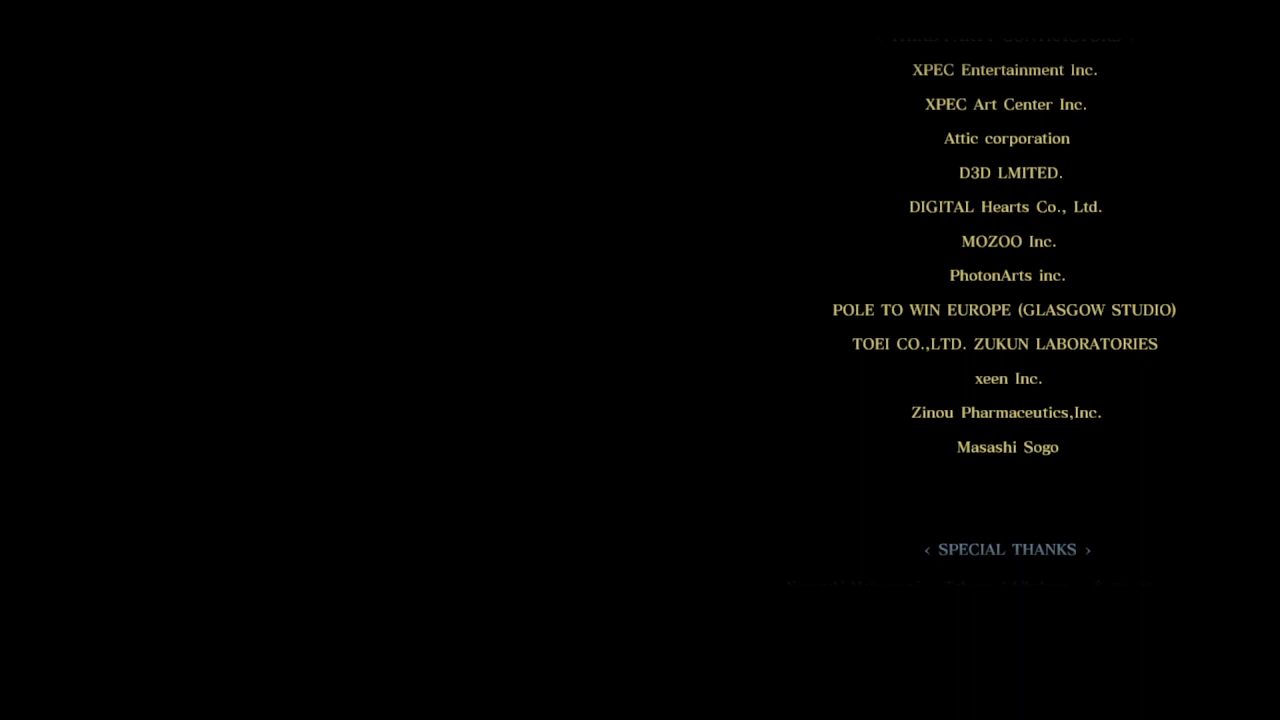 XPEC Entertainment Inc.
XPEC Art Center Inc.
Attic corporation
D3D LMITED.
DIGITAL Hearts Co., Ltd.
MOZOO Inc.
PhotonArts inc.
POLE TO WIN EUROPE (GLASGOW STUDIO)
TOEI CO.,LTD. ZUKUN LABORATORIES
xeen Inc.
Zinou Pharmaceutics,Inc.
Masashi Sogo
‹ SPECIAL THANKS ›